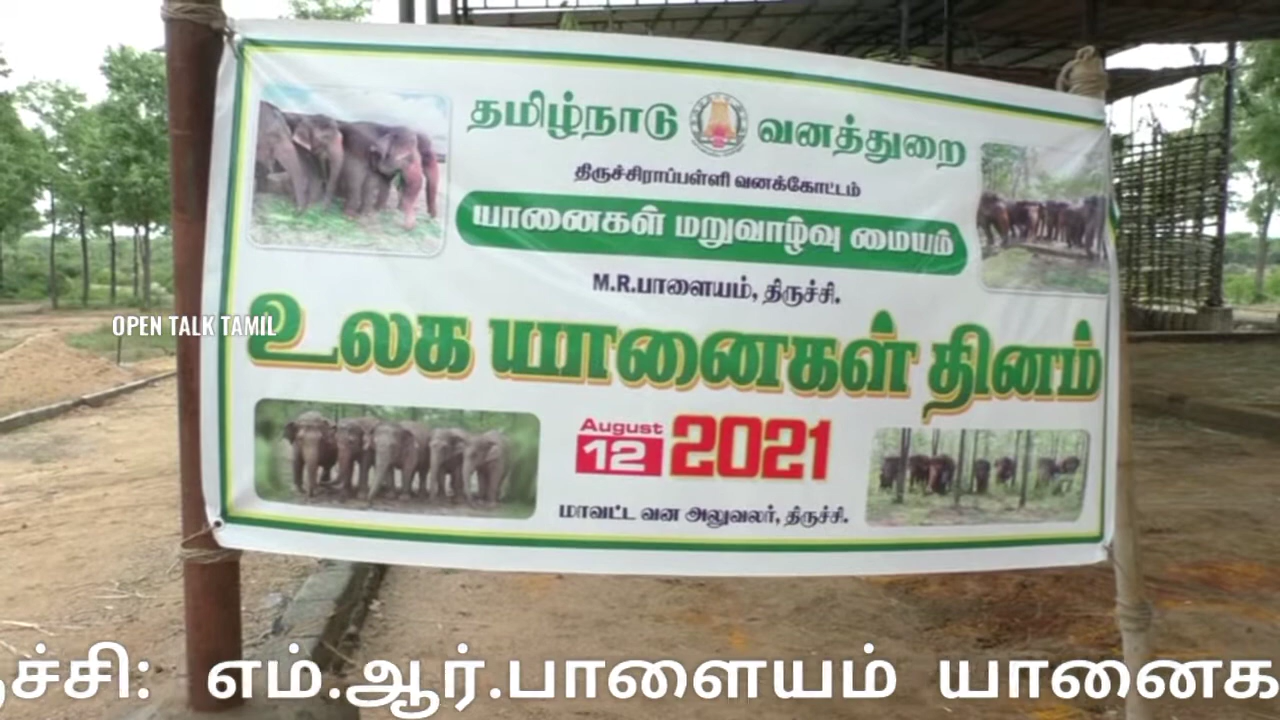 தமிழ்நாடு வனத்துறை
திருச்சிராப்பள்ளி வனக்கோட்டம்
யானைகள் மறுவாழ்வு மையம்
M.R.பாளையம், திருச்சி.
OPEN TALK TAMIL
உலக யானைகள் தினம்
August
12 2021
மாவட்ட வன அலுவலர், திருச்சி.
எம்.ஆர்.பாளையம்